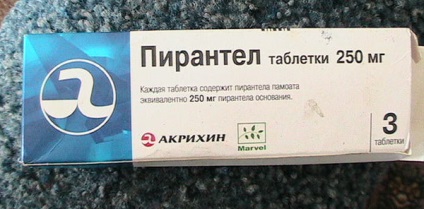 Пирантел таблетки 250 мг
Каждая таблетка содержит пирантела памоата
эквивалентно 250 мг пирантела основания.
АКРИХИН
Marvel
3
таблетки